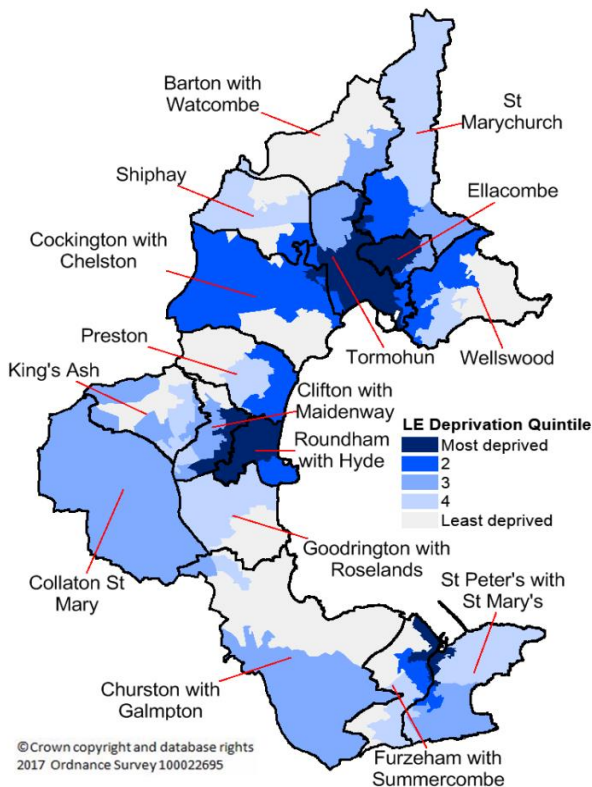 Barton with
Watcombe
St
Marychurch
Shiphay
Ellacombe
Cockington with
Chelston
Preston
Tormohun
Wellswood
King's Ash
Clifton with
Maidenway
Roundham
with Hyde
LE Deprivation Quintile
Most deprived
2
3
4
Least deprived
Goodrington with
Roselands
Collaton St
Mary
St Peter's with
St Mary's
Churston with
Galmpton
Furzeham with
Summercombe
©Crown copyright and database rights
2017 Ordnance Survey 100022695